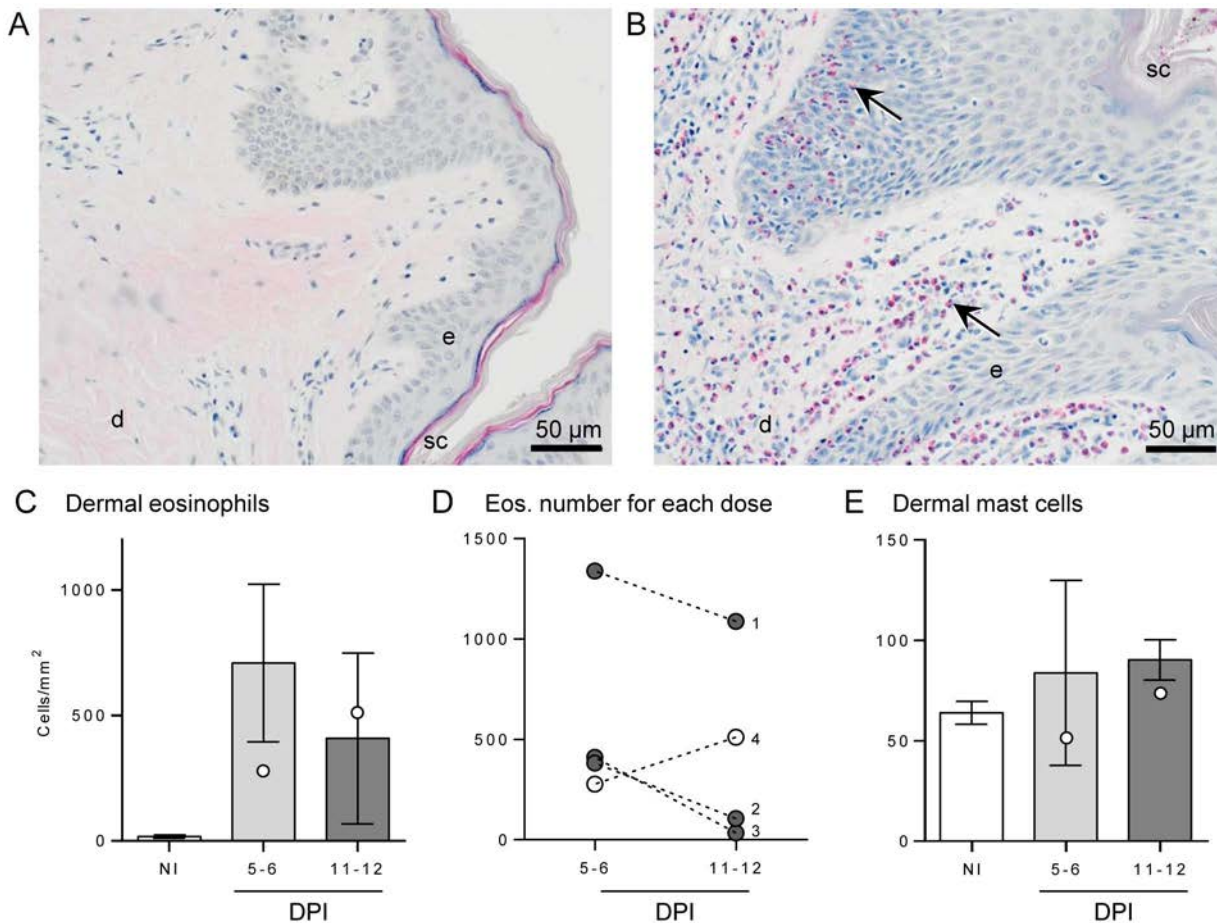 A
e
d
sc
50 µm
B
sc
e
d
50 µm
C Dermal eosinophils
Cells/mm²
1000
500
0
NI
5-6
11-12
DPI
D Eos. number for each dose
1500
1000
500
0
1
4
2
3
5-6
11-12
DPI
E Dermal mast cells
150
100
50
0
NI
5-6
11-12
DPI